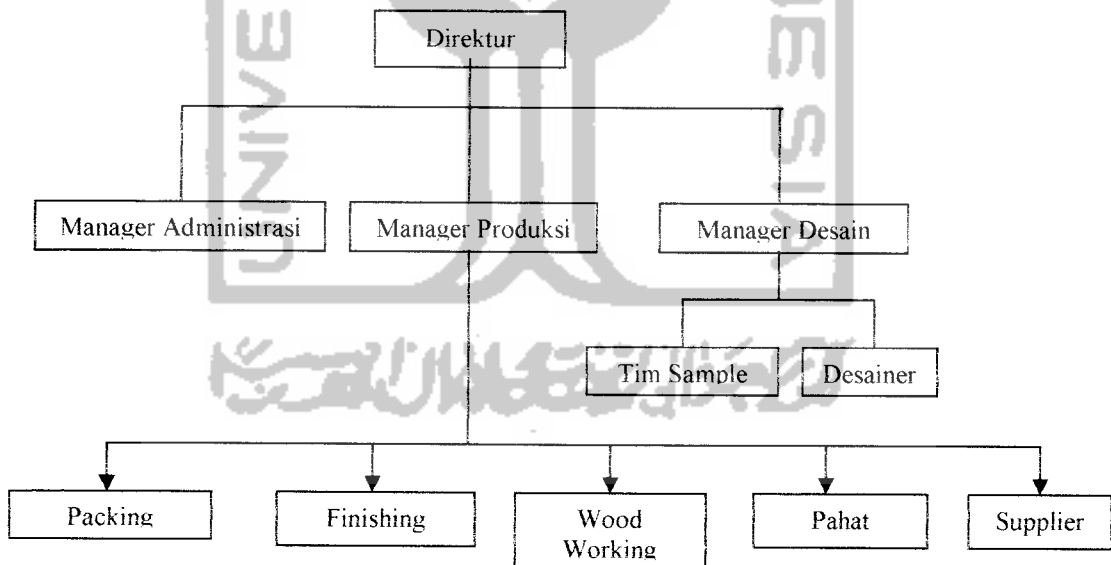 Direktur
Manager Administrasi
Manager Produksi
Manager Desain
Tim Sample
Desainer
Packing
Finishing
Wood
Working
Pahat
Supplier